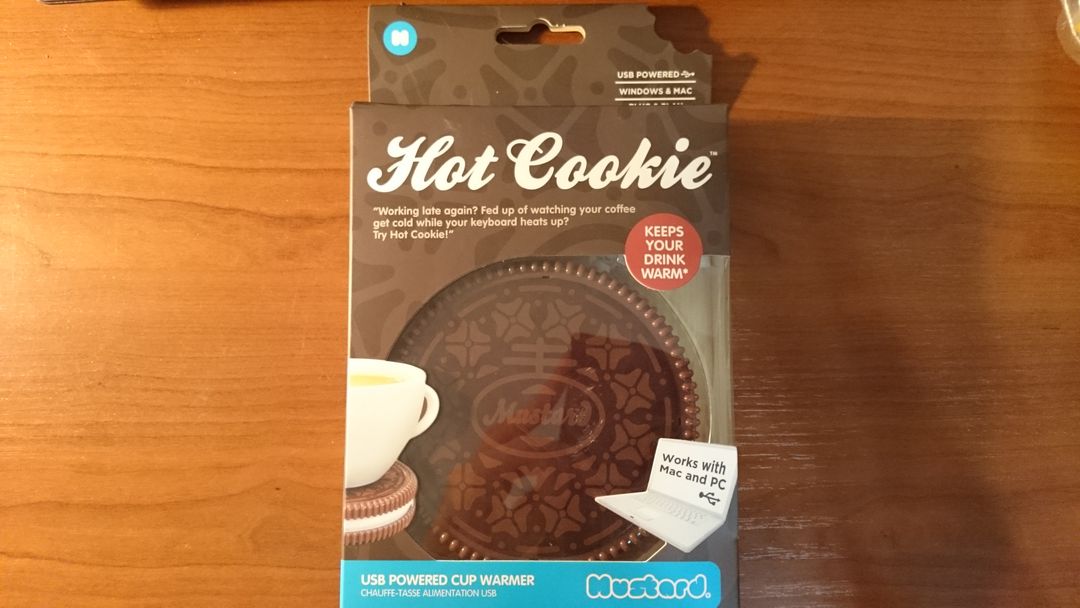 USB POWERED
WINDOWS & MAC
PLUG & PLAY
Hot Cookie™
"Working late again? Fed up of watching your coffee
get cold while your keyboard heats up?
Try Hot Cookie!"
KEEPS
YOUR
DRINK
WARM*
Mustard
Works with
Mac and PC
USB POWERED CUP WARMER
CHAUFFE-TASSE ALIMENTATION USB
Mustard.